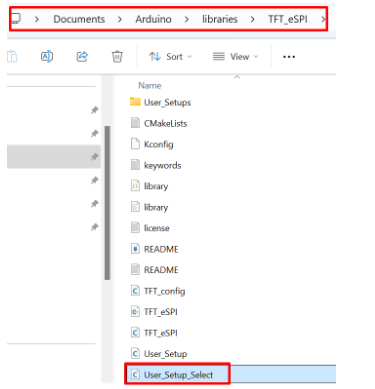 > Documents > Arduino > libraries > TFT_eSPI >
Sort View ...
Name
User_Setups
CMakeLists
Kconfig
keywords
library
library
license
README
README
TFT_config
TFT_eSPI
TFT_eSPI
User_Setup
User_Setup_Select